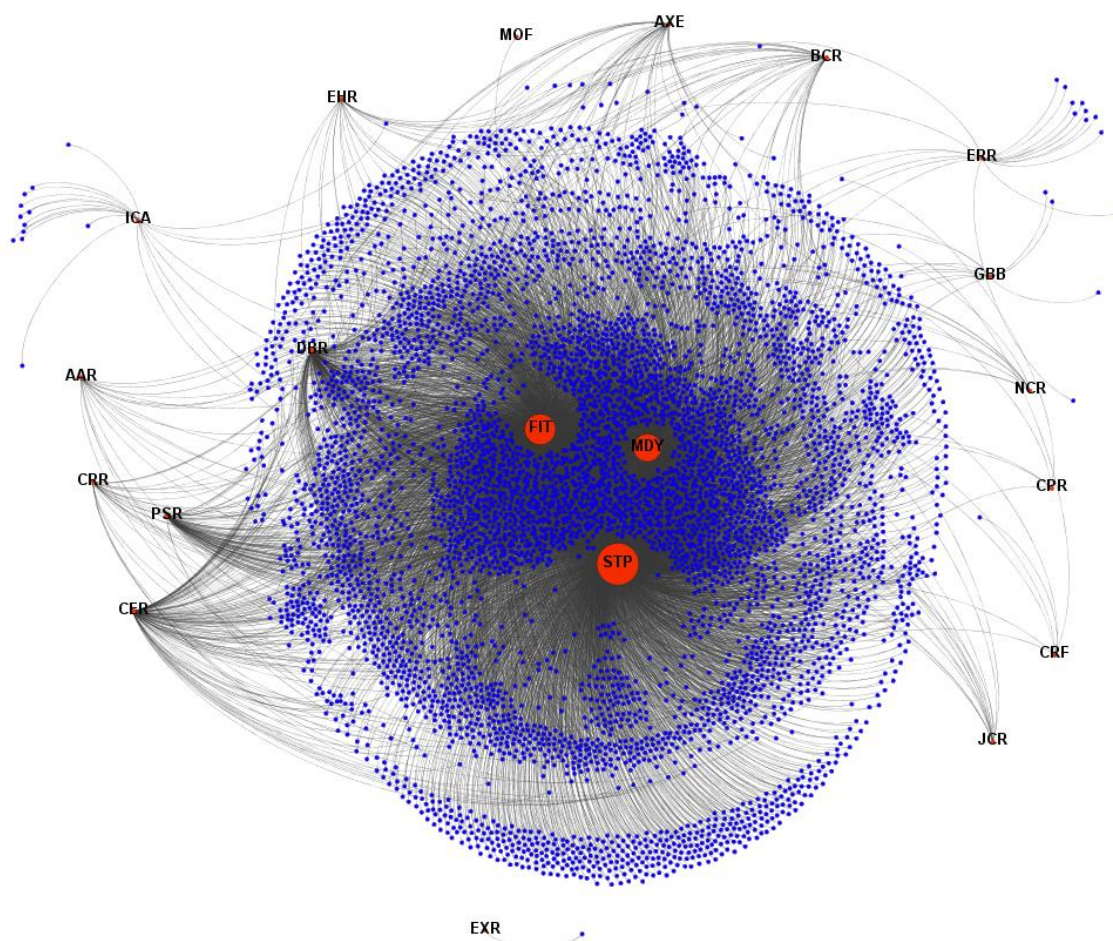 AXE
MOF
BCR
EHR
ERR
ICA
GBB
DBR
AAR
NCR
FIT
MDY
CRR
CPR
PSR
STP
CER
CRF
JCR
EXR